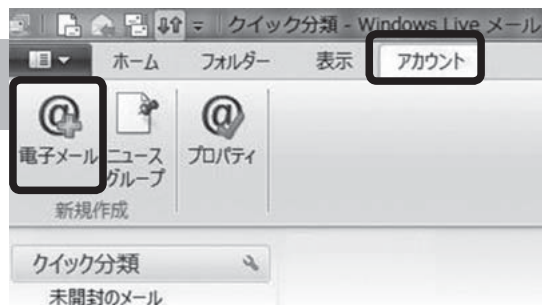 クイック分類 - Windows Live メール
ホーム フォルダー 表示 アカウント
電子メール ニュースグループ プロパティ
新規作成
クイック分類
未開封のメール